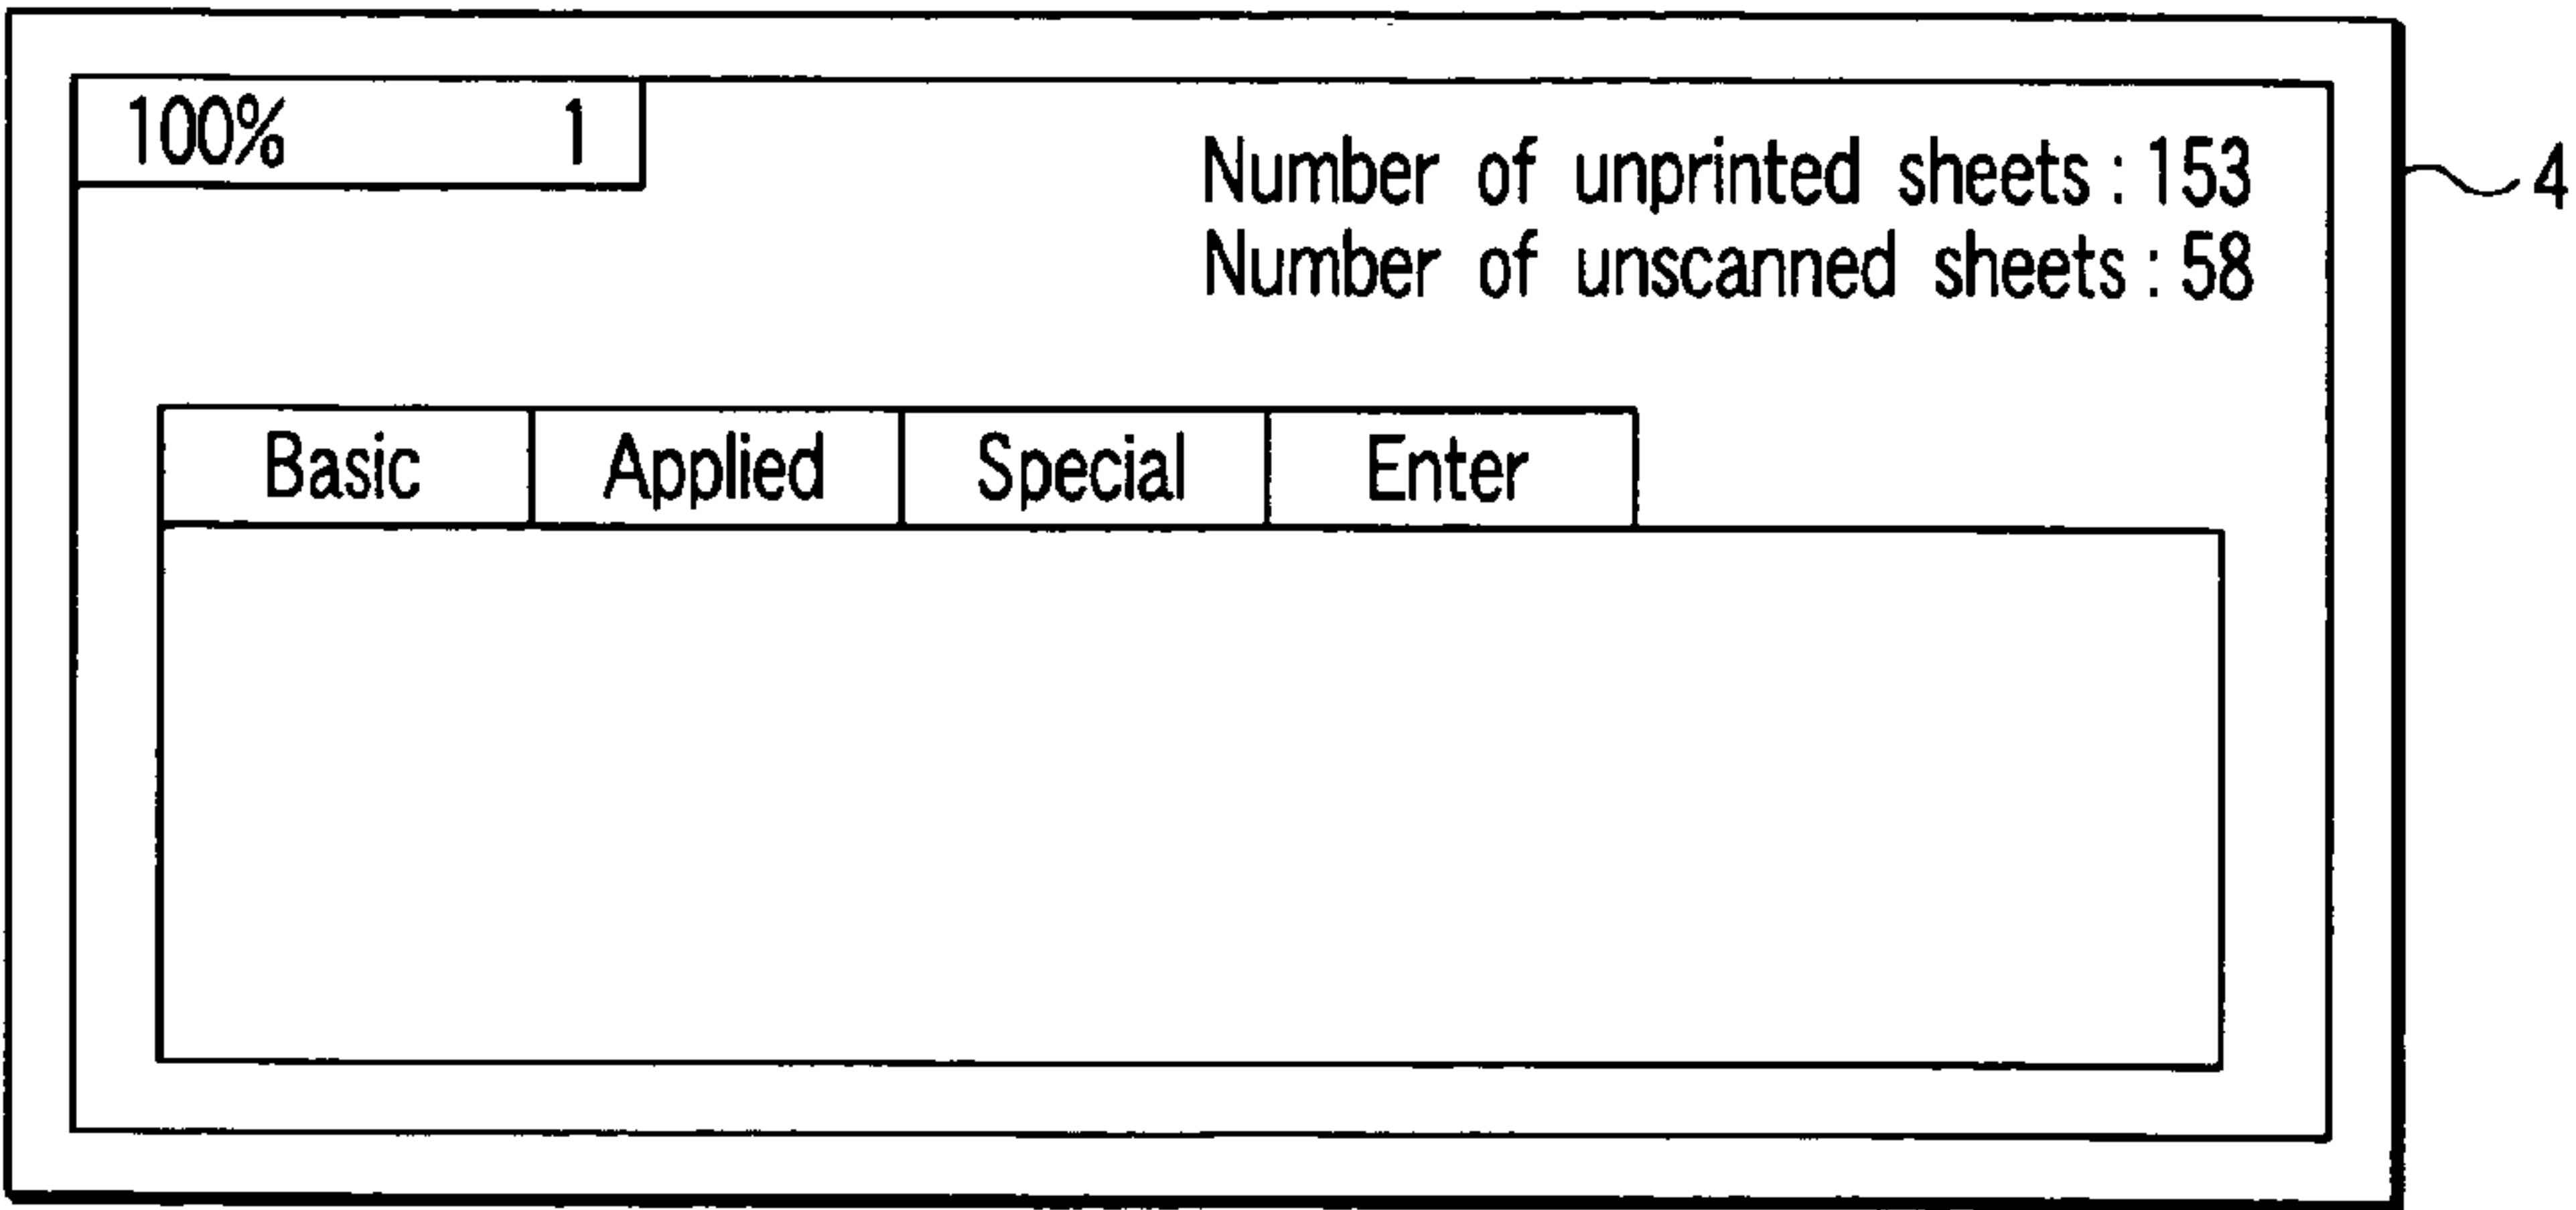 100% 1
Number of unprinted sheets : 153
4
Number of unscanned sheets : 58
Basic Applied Special Enter